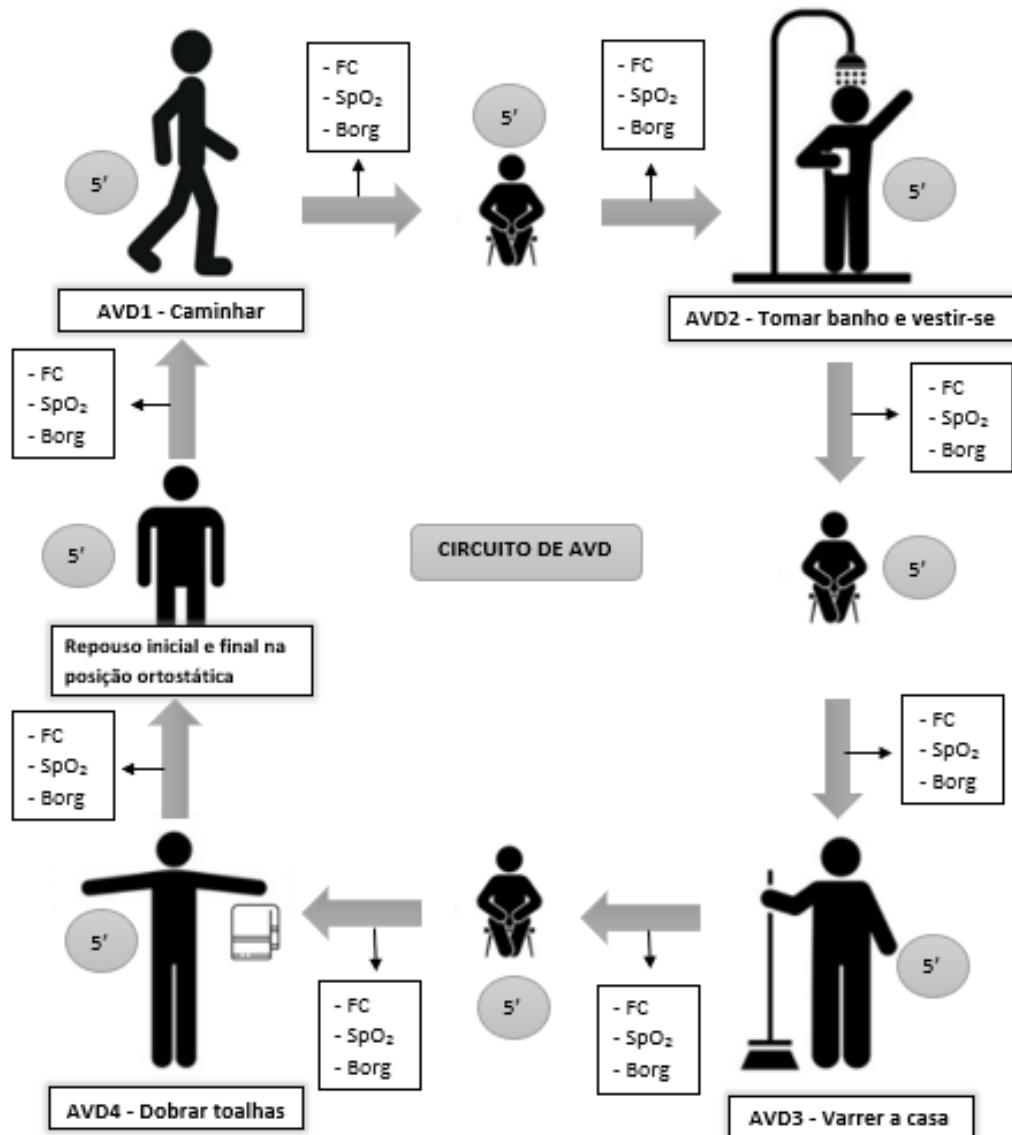 - FC
- SpO₂
- Borg
5'
- FC
- SpO₂
- Borg
5'
5'
AVD1 - Caminhar
AVD2 - Tomar banho e vestir-se
- FC
- SpO₂
- Borg
- FC
- SpO₂
- Borg
5'
CIRCUITO DE AVD
5'
Repouso inicial e final na
posição ortostática
- FC
- SpO₂
- Borg
- FC
- SpO₂
- Borg
5'
5'
5'
- FC
- SpO₂
- Borg
- FC
- SpO₂
- Borg
AVD4 - Dobrar toalhas
AVD3 - Varrer a casa